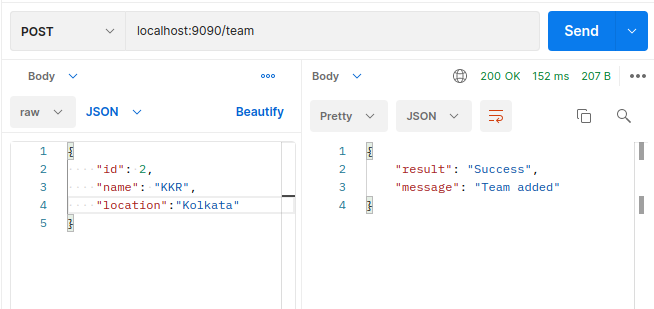 POST localhost:9090/team Send
Body Body 200 OK 152 ms 207 B
raw JSON Beautify Pretty JSON
1 {
2 "id": 2,
3 "name": "KKR",
4 "location":"Kolkata"
5 }
1 {
2 "result": "Success",
3 "message": "Team added"
4 }